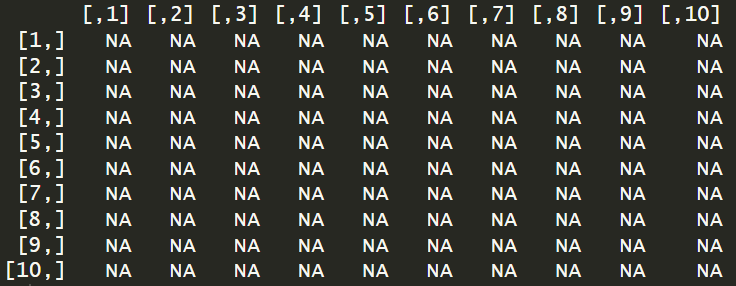 [,1] [,2] [,3] [,4] [,5] [,6] [,7] [,8] [,9] [,10]
[1,] NA NA NA NA NA NA NA NA NA NA
[2,] NA NA NA NA NA NA NA NA NA NA
[3,] NA NA NA NA NA NA NA NA NA NA
[4,] NA NA NA NA NA NA NA NA NA NA
[5,] NA NA NA NA NA NA NA NA NA NA
[6,] NA NA NA NA NA NA NA NA NA NA
[7,] NA NA NA NA NA NA NA NA NA NA
[8,] NA NA NA NA NA NA NA NA NA NA
[9,] NA NA NA NA NA NA NA NA NA NA
[10,] NA NA NA NA NA NA NA NA NA NA